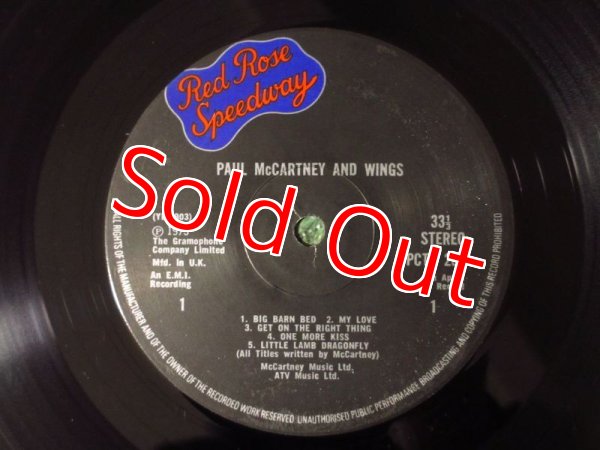 Red Rose
Speedway
PAUL McCARTNEY AND WINGS
Sold Out
1973
The Gramophone
Company Limited
Mfd. in U.K.
An E.M.I.
Recording
1
33⅓
STEREO
1
1. BIG BARN BED 2. MY LOVE
3. GET ON THE RIGHT THING
4. ONE MORE KISS
5. LITTLE LAMB DRAGONFLY
(All Titles written by McCartney)
McCartney Music Ltd.
ATV Music Ltd.
ALL RIGHTS OF THE MANUFACTURER AND OF THE OWNER OF THE RECORDED WORK RESERVED UNAUTHORISED PUBLIC PERFORMANCE BROADCASTING AND COPYING OF THIS RECORD PROHIBITED